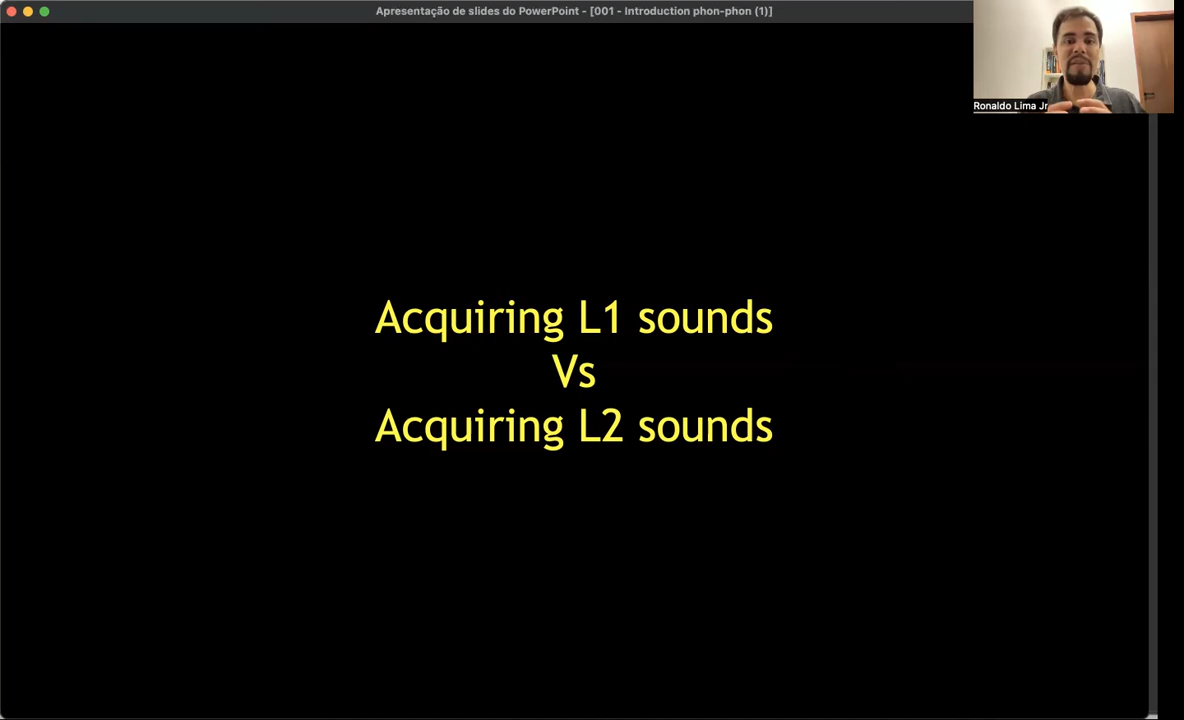 Apresentação de slides do PowerPoint - [001 - Introduction phon-phon (1)]
Ronaldo Lima Jr
Acquiring L1 sounds
Vs
Acquiring L2 sounds